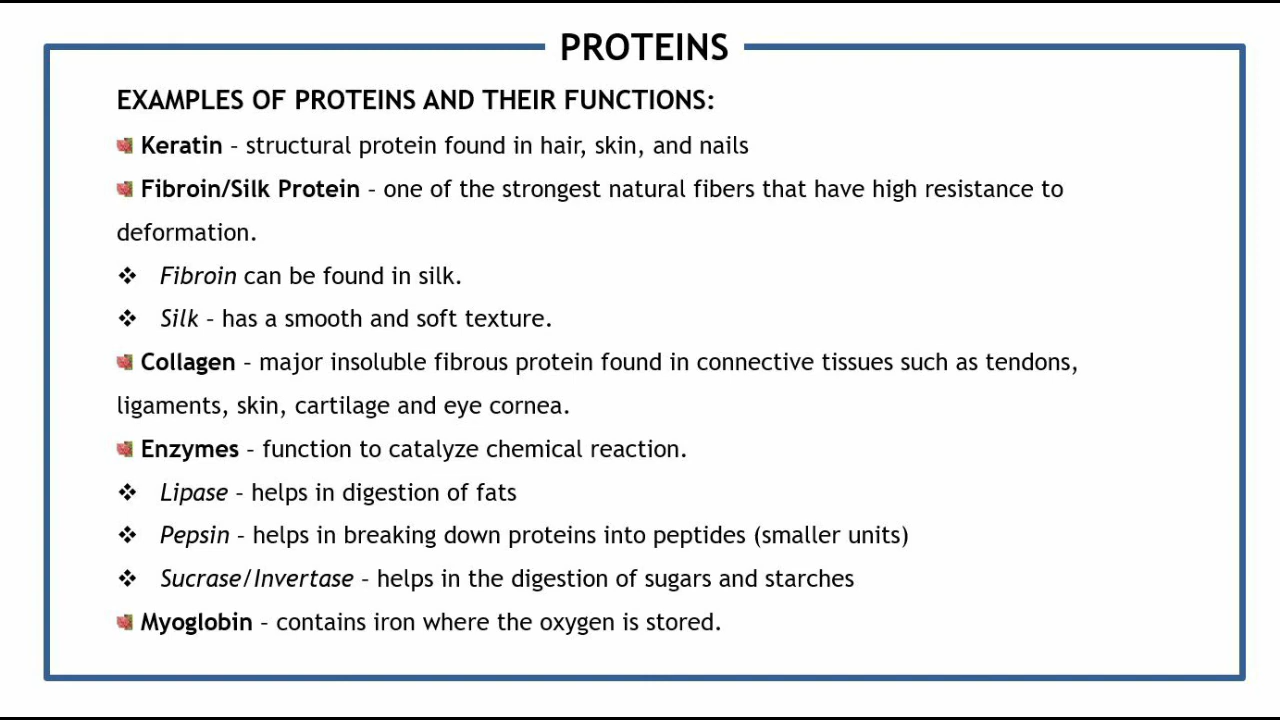 PROTEINS
EXAMPLES OF PROTEINS AND THEIR FUNCTIONS:
Keratin – structural protein found in hair, skin, and nails
Fibroin/Silk Protein – one of the strongest natural fibers that have high resistance to
deformation.
❖ Fibroin can be found in silk.
❖ Silk – has a smooth and soft texture.
Collagen – major insoluble fibrous protein found in connective tissues such as tendons,
ligaments, skin, cartilage and eye cornea.
Enzymes – function to catalyze chemical reaction.
❖ Lipase – helps in digestion of fats
❖ Pepsin – helps in breaking down proteins into peptides (smaller units)
❖ Sucrase/Invertase – helps in the digestion of sugars and starches
Myoglobin – contains iron where the oxygen is stored.